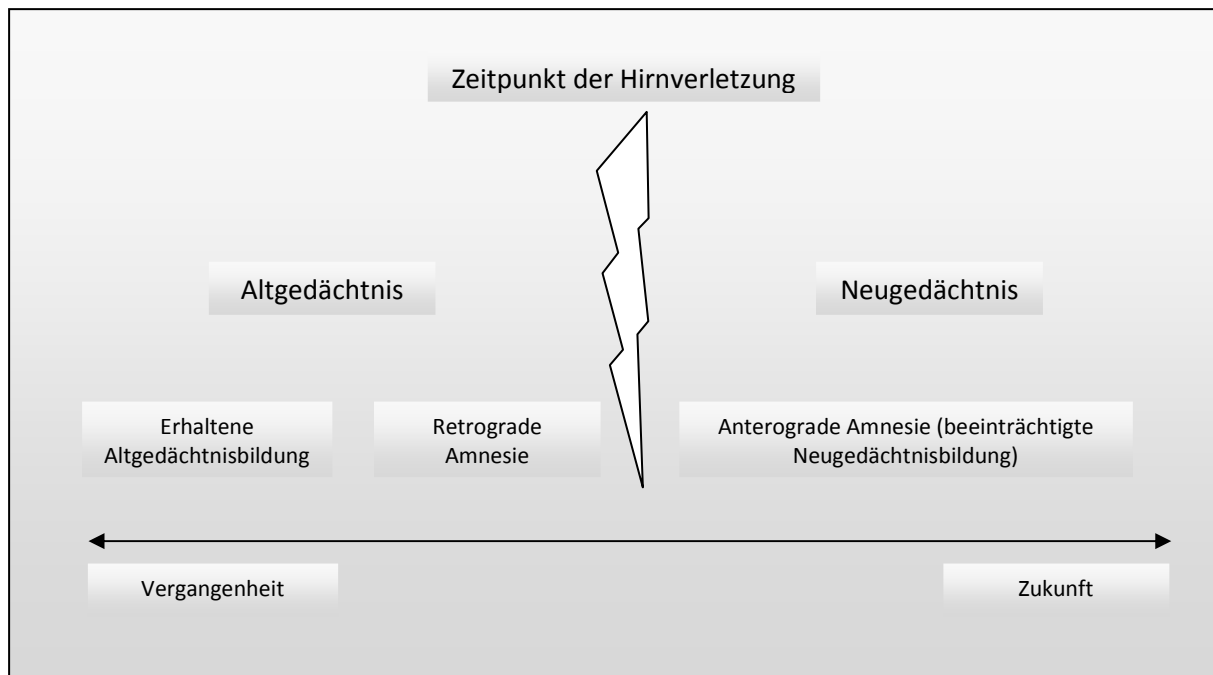 Zeitpunkt der Hirnverletzung
Altgedächtnis
Neugedächtnis
Erhaltene
Altgedächtnisbildung
Retrograde
Amnesie
Anterograde Amnesie (beeinträchtigte
Neugedächtnisbildung)
Vergangenheit
Zukunft